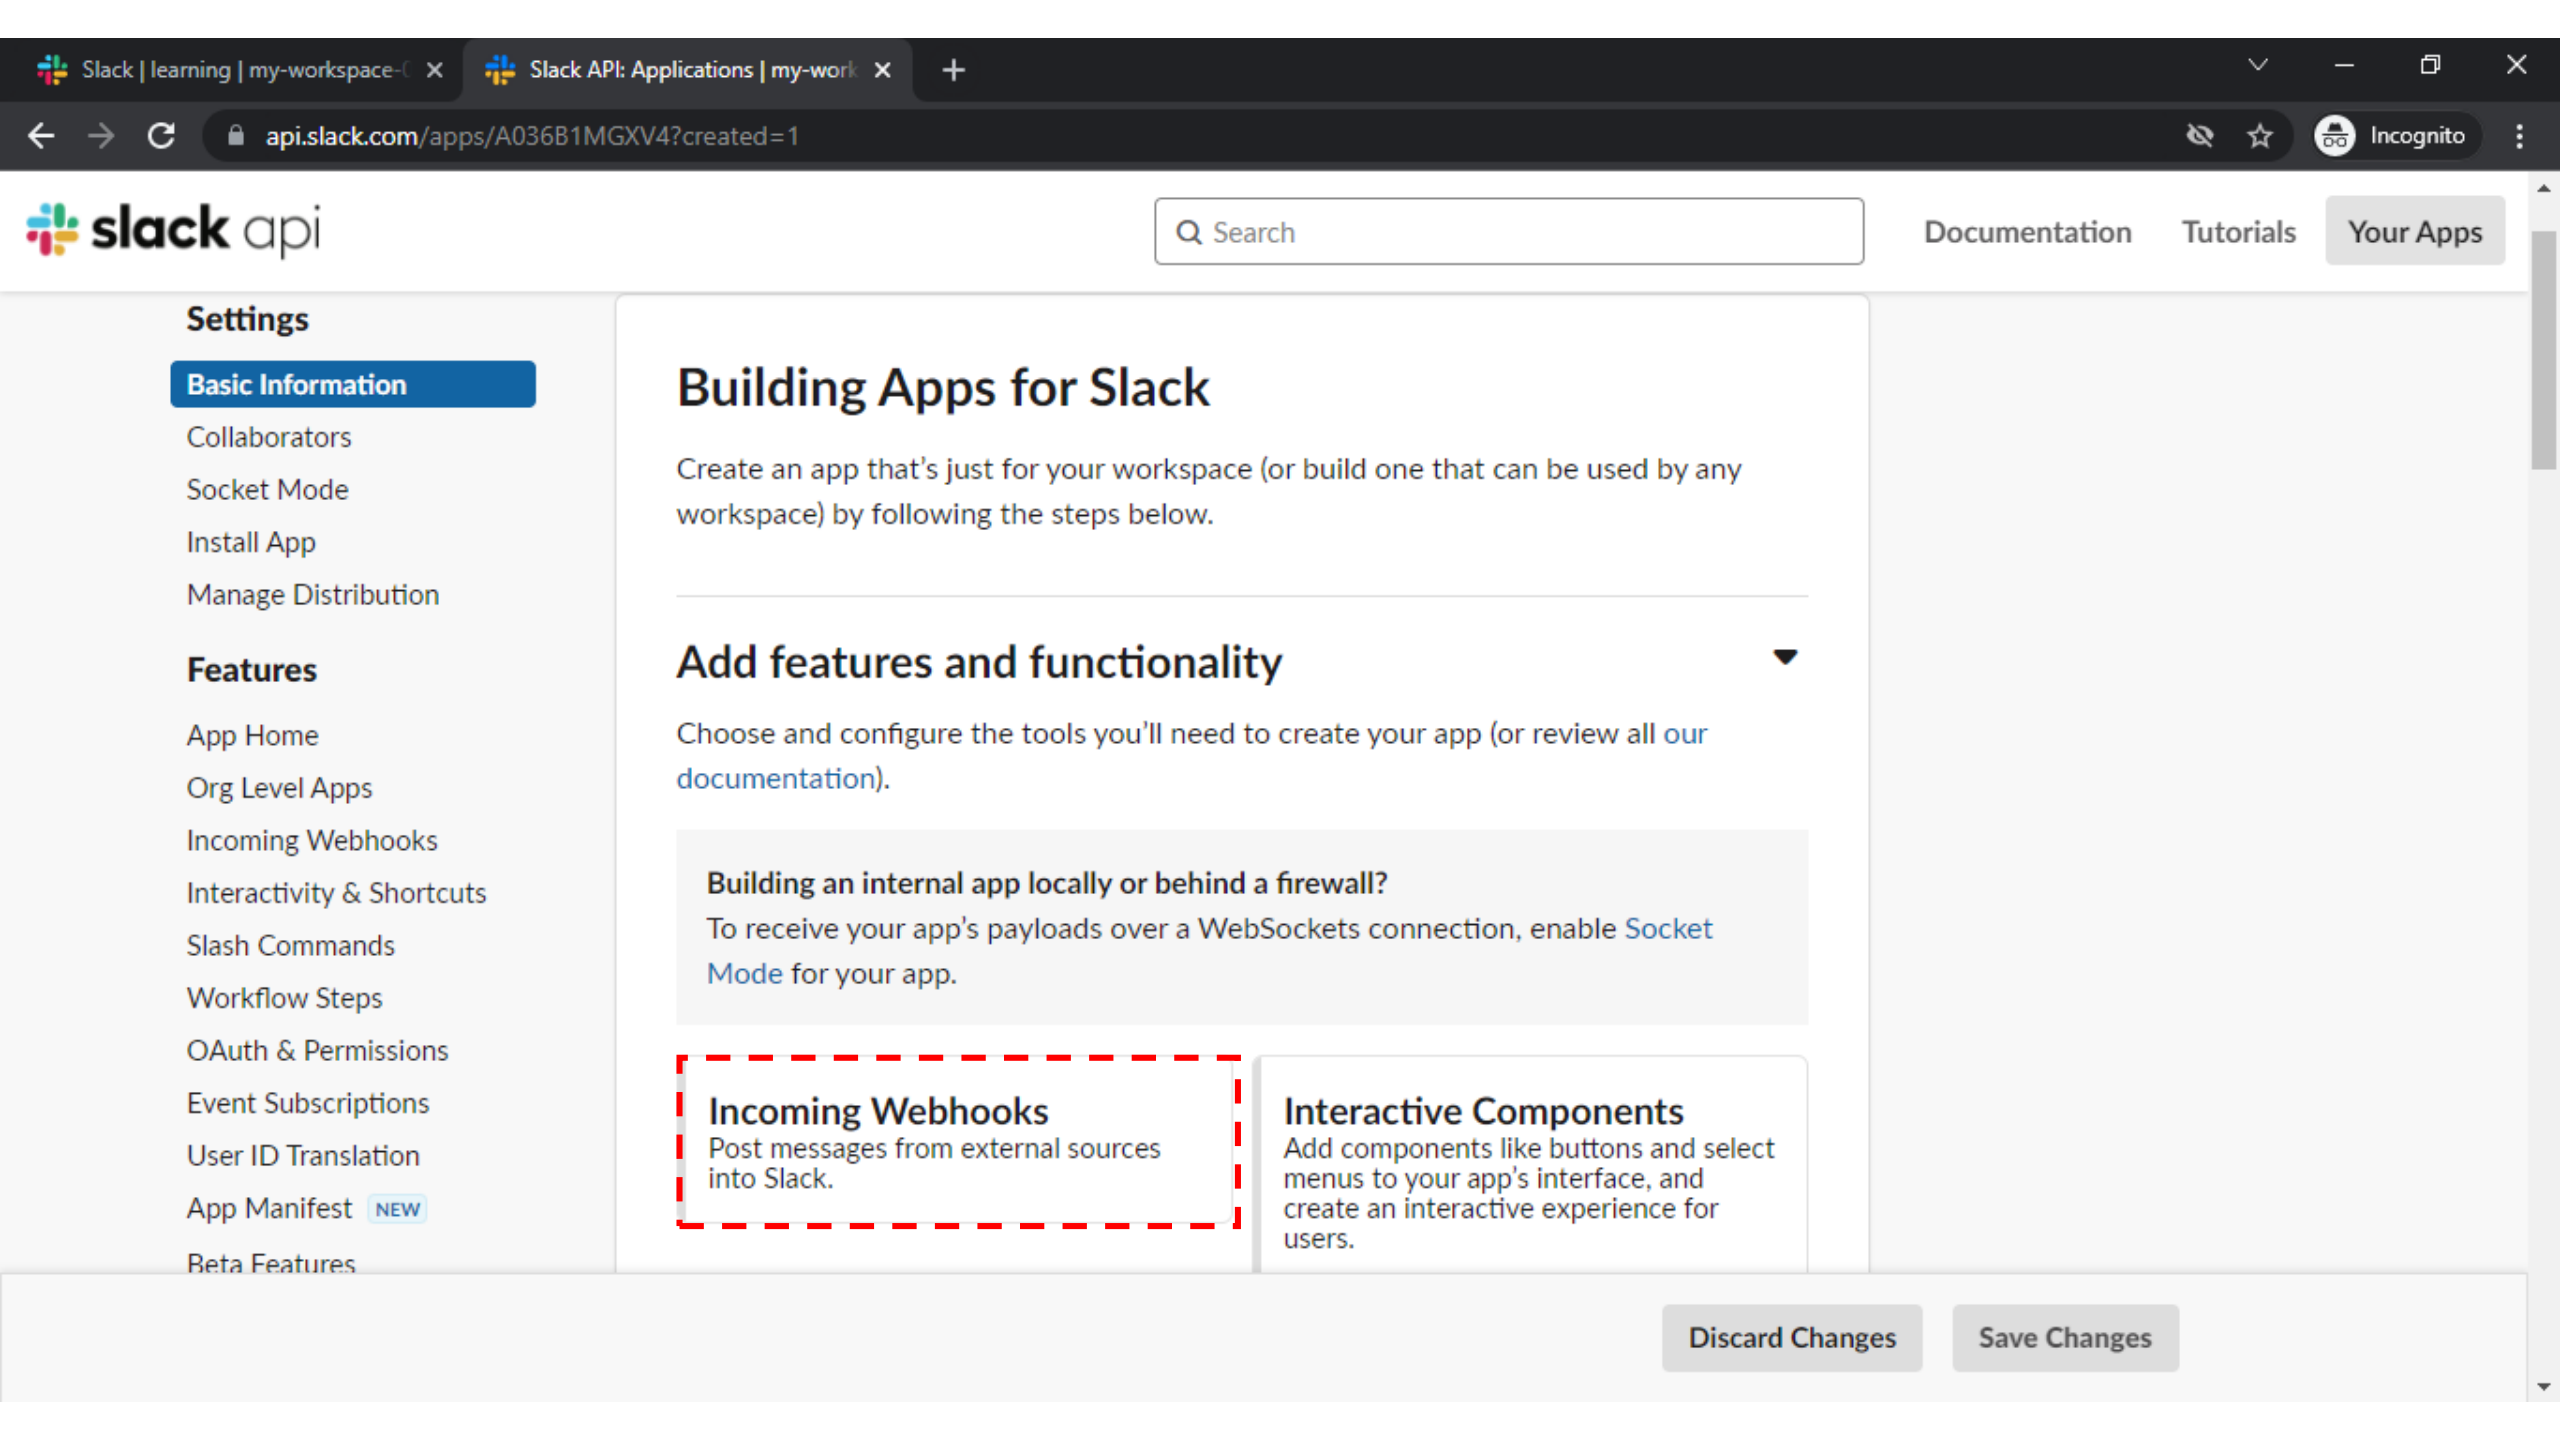 Slack | learning | my-workspace-
Slack API: Applications | my-work
api.slack.com/apps/A036B1MGXV4?created=1
Incognito
slack api
Search
Documentation
Tutorials
Your Apps
Settings
Basic Information
Collaborators
Socket Mode
Install App
Manage Distribution
Features
App Home
Org Level Apps
Incoming Webhooks
Interactivity & Shortcuts
Slash Commands
Workflow Steps
OAuth & Permissions
Event Subscriptions
User ID Translation
App Manifest NEW
Beta Features
Building Apps for Slack
Create an app that's just for your workspace (or build one that can be used by any
workspace) by following the steps below.
Add features and functionality
Choose and configure the tools you'll need to create your app (or review all our
documentation).
Building an internal app locally or behind a firewall?
To receive your app's payloads over a WebSockets connection, enable Socket
Mode for your app.
Incoming Webhooks
Post messages from external sources
into Slack.
Interactive Components
Add components like buttons and select
menus to your app's interface, and
create an interactive experience for
users.
Discard Changes
Save Changes